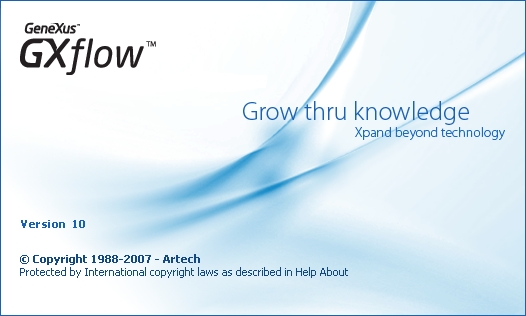 GeneXus™
GXflow™
Grow thru knowledge
Xpand beyond technology
Version 10
© Copyright 1988-2007 - Artech
Protected by International copyright laws as described in Help About